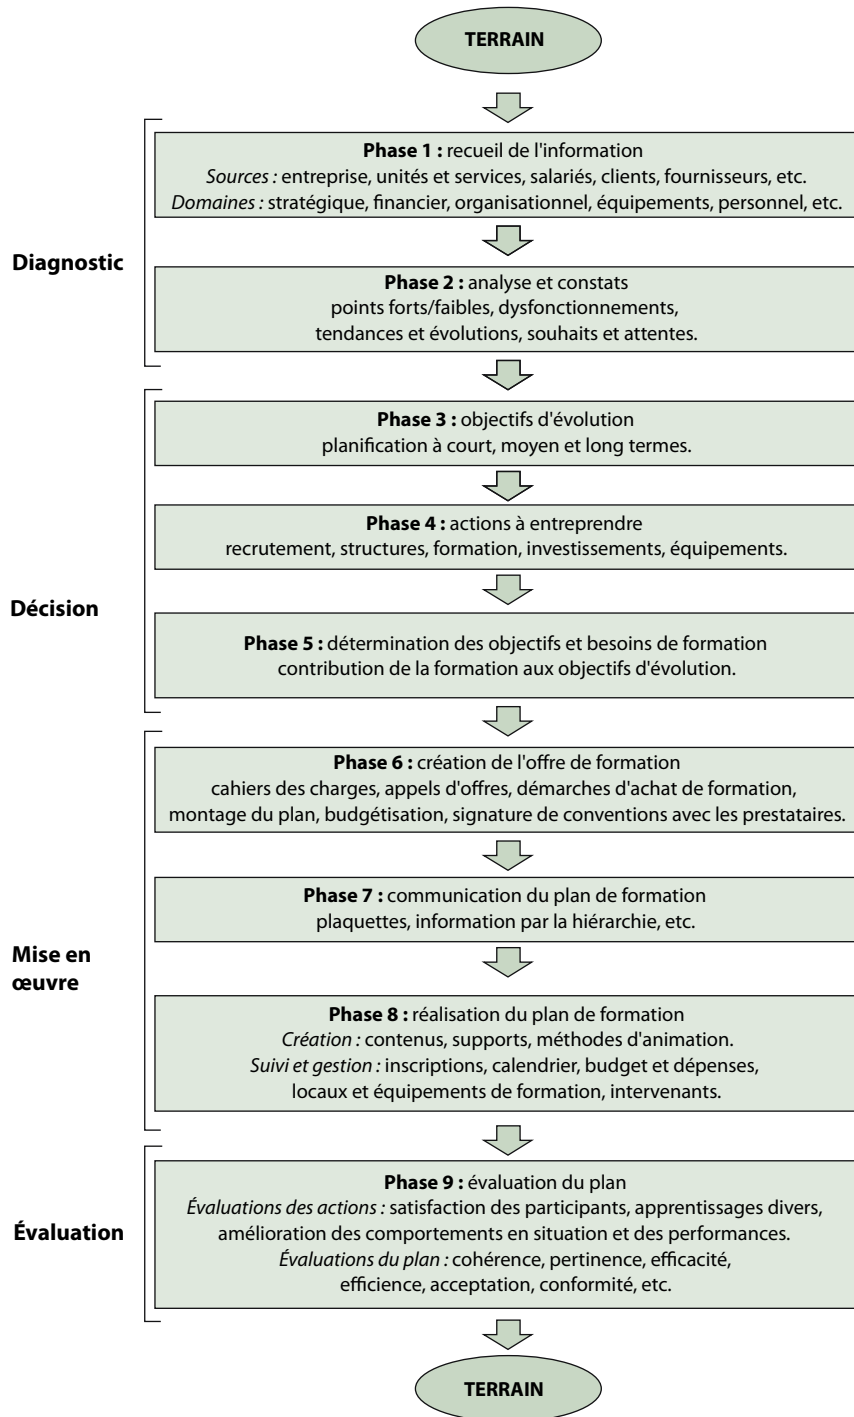 TERRAIN
Diagnostic
Phase 1 : recueil de l'information
Sources : entreprise, unités et services, salariés, clients, fournisseurs, etc.
Domaines : stratégique, financier, organisationnel, équipements, personnel, etc.
Phase 2 : analyse et constats
points forts/faibles, dysfonctionnements,
tendances et évolutions, souhaits et attentes.
Décision
Phase 3 : objectifs d'évolution
planification à court, moyen et long termes.
Phase 4 : actions à entreprendre
recrutement, structures, formation, investissements, équipements.
Phase 5 : détermination des objectifs et besoins de formation
contribution de la formation aux objectifs d'évolution.
Mise en
œuvre
Phase 6 : création de l'offre de formation
cahiers des charges, appels d'offres, démarches d'achat de formation,
montage du plan, budgétisation, signature de conventions avec les prestataires.
Phase 7 : communication du plan de formation
plaquettes, information par la hiérarchie, etc.
Phase 8 : réalisation du plan de formation
Création : contenus, supports, méthodes d'animation.
Suivi et gestion : inscriptions, calendrier, budget et dépenses,
locaux et équipements de formation, intervenants.
Évaluation
Phase 9 : évaluation du plan
Évaluations des actions : satisfaction des participants, apprentissages divers,
amélioration des comportements en situation et des performances.
Évaluations du plan : cohérence, pertinence, efficacité,
efficience, acceptation, conformité, etc.
TERRAIN